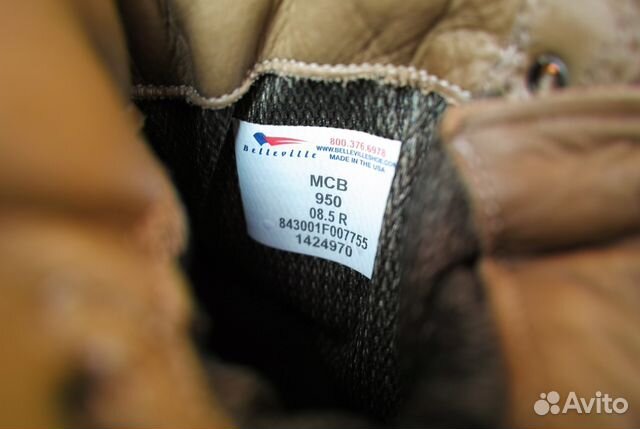 Belleville
800.376.6978
WWW.BELLEVILLESHOE.COM
MADE IN THE USA
MCB
950
08.5 R
843001F007755
1424970
Avito